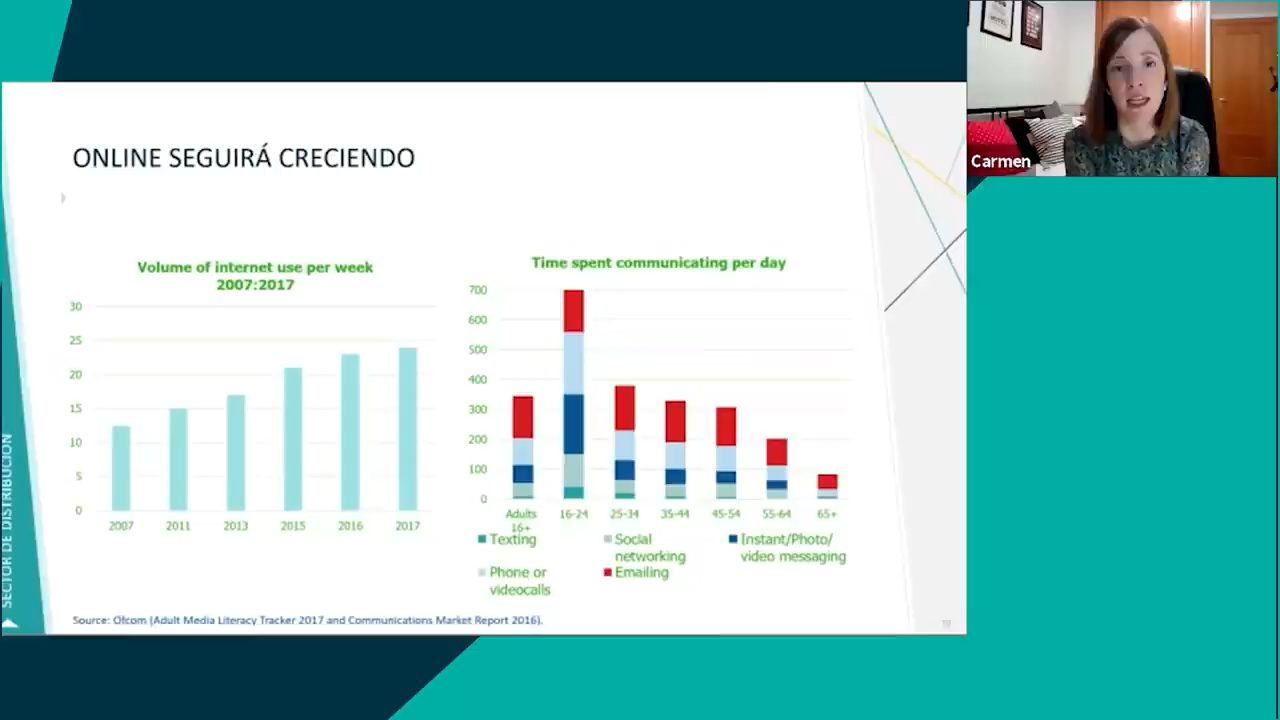 ONLINE SEGUIRÁ CRECIENDO
Volume of internet use per week
2007:2017
30
25
20
15
10
5
0
2007 2011 2013 2015 2016 2017
Time spent communicating per day
700
600
500
400
300
200
100
0
Adults 16-24 25-34 35-44 45-54 55-64 65+
16+
Texting Social Instant/Photo/
networking video messaging
Phone or Emailing
videocalls
Source: Ofcom (Adult Media Literacy Tracker 2017 and Communications Market Report 2016).
SECTOR DE DISTRIBUCIÓN
Carmen